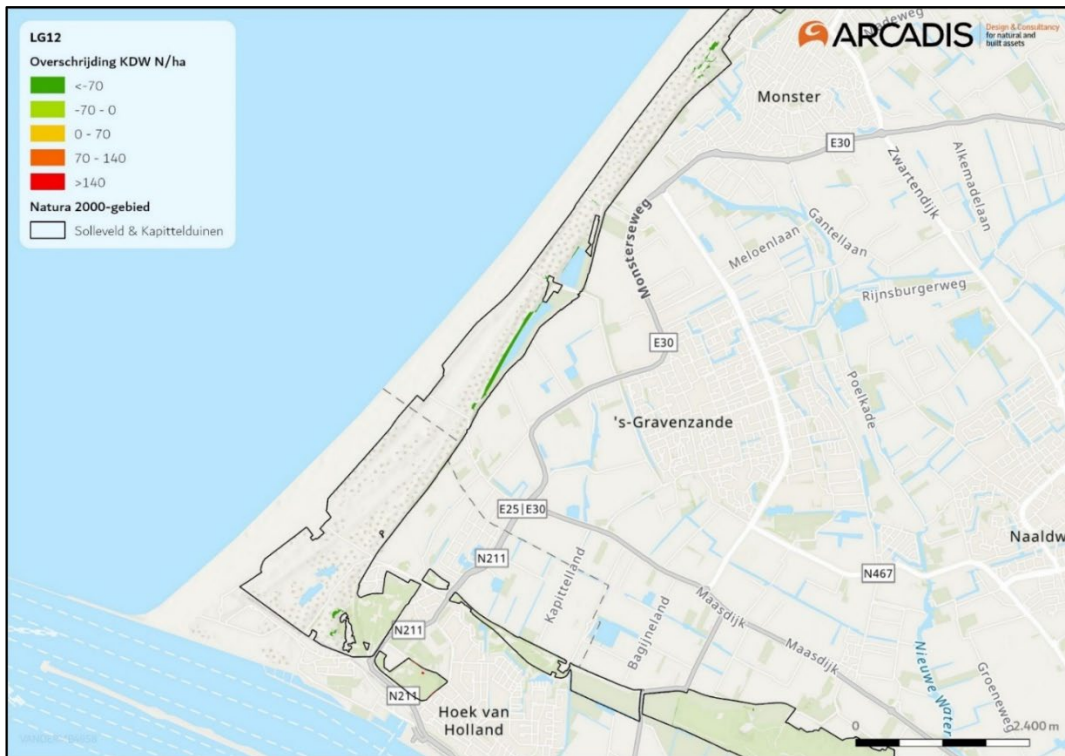 LG12
Overschrijding KDW N/ha
<-70
-70 - 0
0 - 70
70 - 140
>140
Natura 2000-gebied
Solleveld & Kapittelduinen
ARCADIS
Design & Consultancy
for natural and
built assets
Monster
E30
Zwartendijk
Alkemadelaan
Monsterseweg
Meloenlaan
Gantellaan
Rijnsburgerweg
E30
Poelkade
's-Gravenzande
E25|E30
Naaldw
N211
N467
Kapittelland
Maasdijk
Bagijneland
Maasdijk
N211
Nieuwe Water
Groeneweg
N211
Hoek van
Holland
0
2.400 m